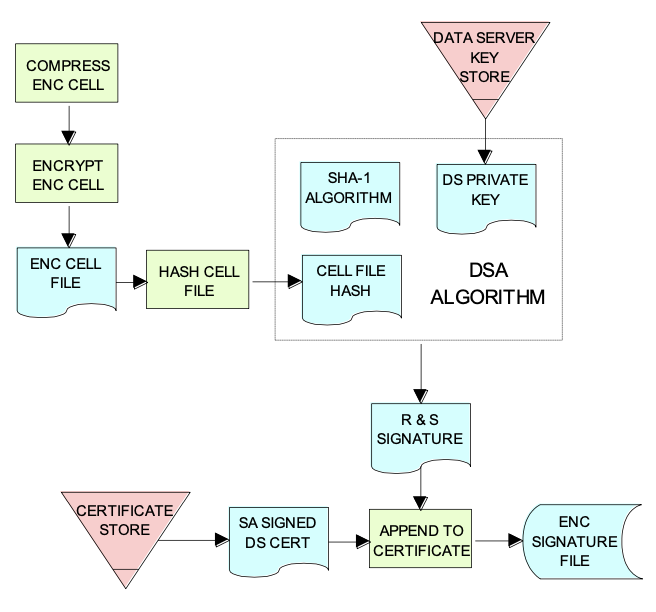 DATA SERVER
KEY
STORE
COMPRESS
ENC CELL
ENCRYPT
ENC CELL
SHA-1
ALGORITHM
DS PRIVATE
KEY
ENC CELL
FILE
HASH CELL
FILE
CELL FILE
HASH
DSA
ALGORITHM
R & S
SIGNATURE
CERTIFICATE
STORE
SA SIGNED
DS CERT
APPEND TO
CERTIFICATE
ENC
SIGNATURE
FILE